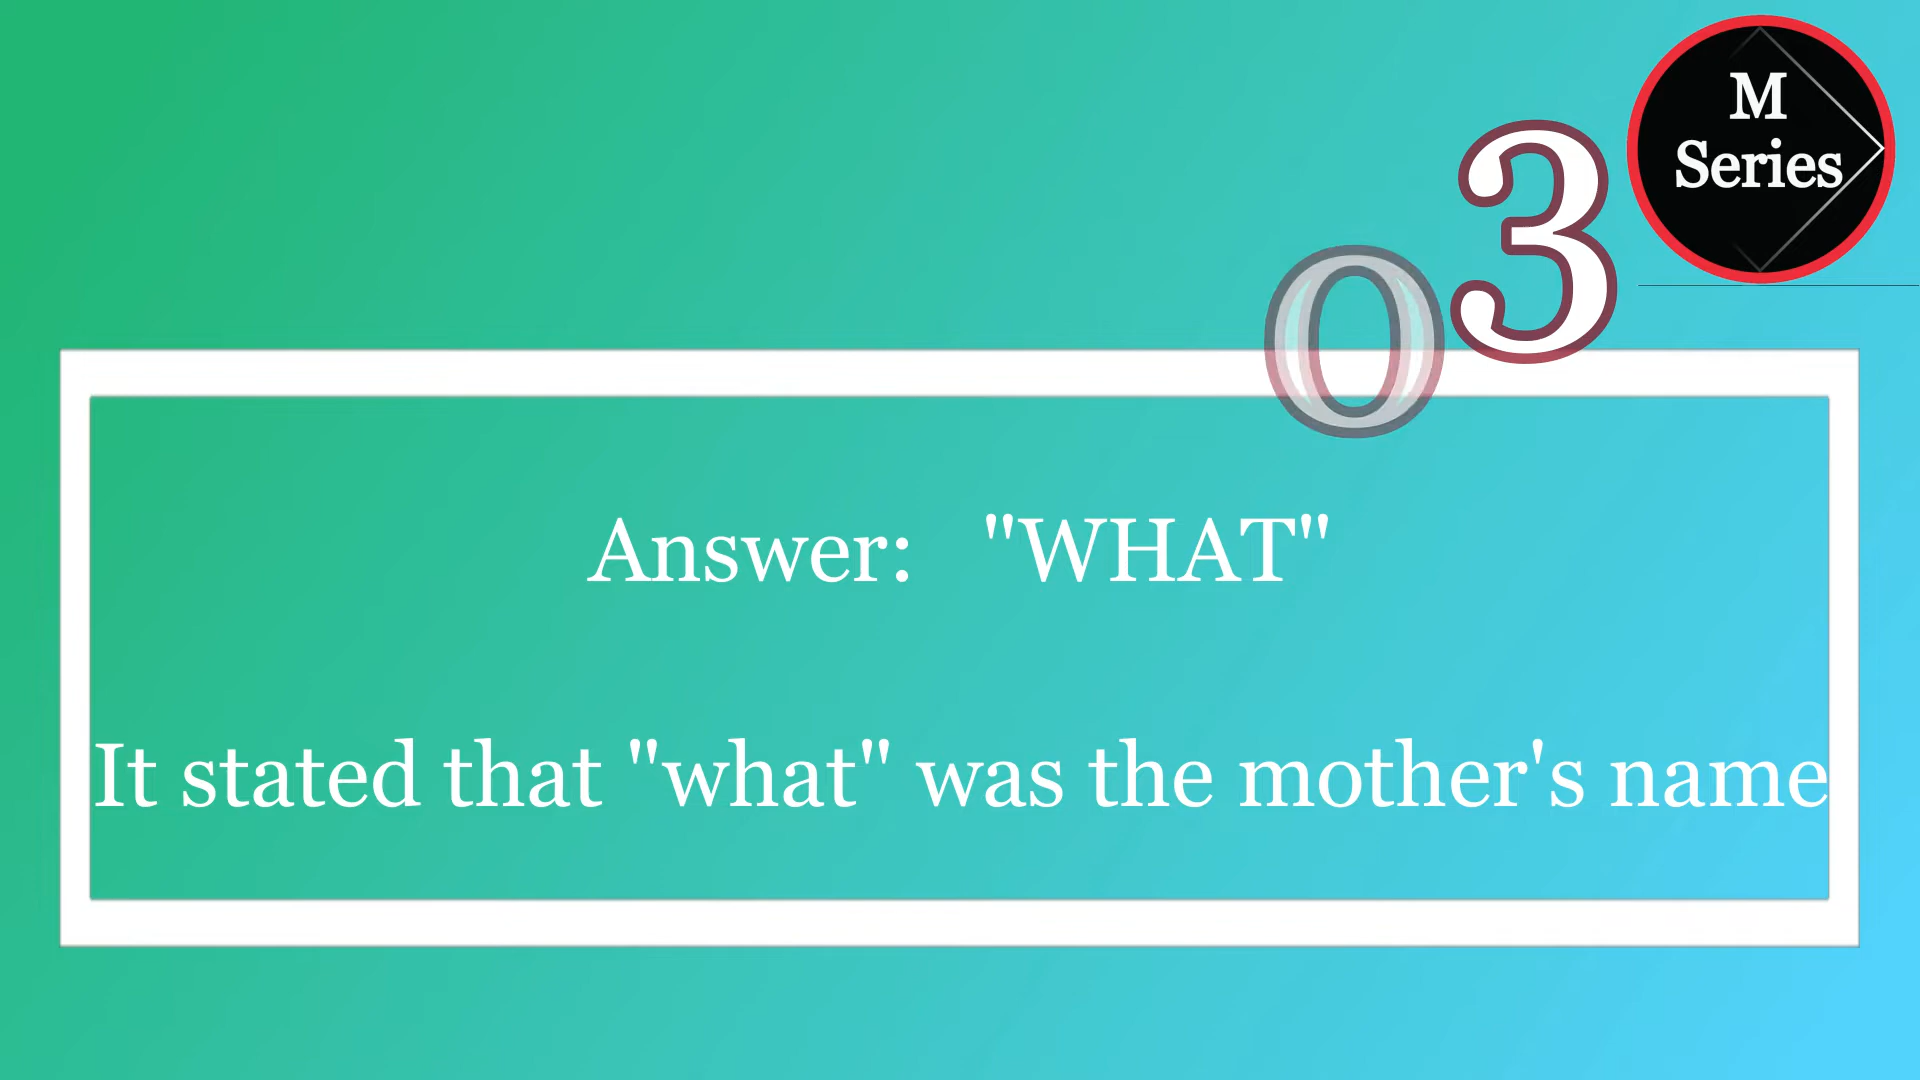 M
Series
03
Answer: "WHAT"
It stated that "what" was the mother's name